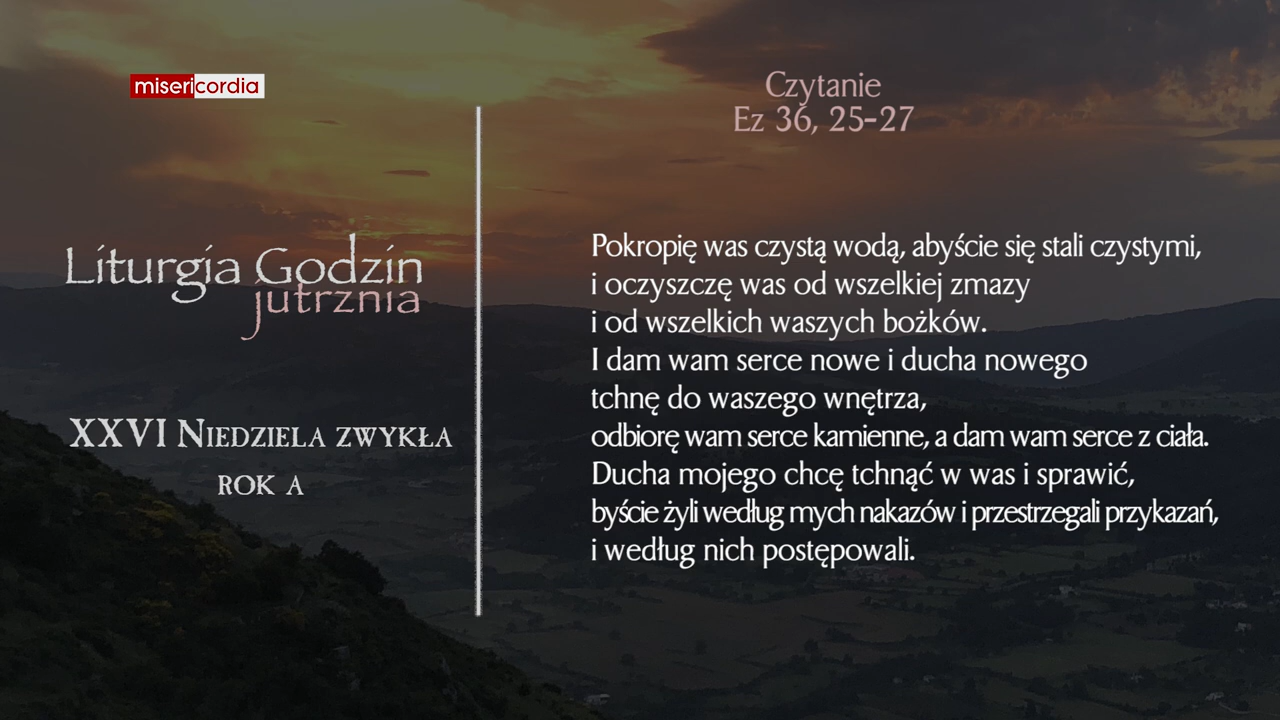 misericordia
Liturgia Godzin
jutrznia
XXVI Niedziela zwykła
rok A
Czytanie
Ez 36, 25-27
Pokropię was czystą wodą, abyście się stali czystymi,
i oczyszczę was od wszelkiej zmazy
i od wszelkich waszych bożków.
I dam wam serce nowe i ducha nowego
tchnę do waszego wnętrza,
odbiorę wam serce kamienne, a dam wam serce z ciała.
Ducha mojego chcę tchnąć w was i sprawić,
byście żyli według mych nakazów i przestrzegali przykazań,
i według nich postępowali.